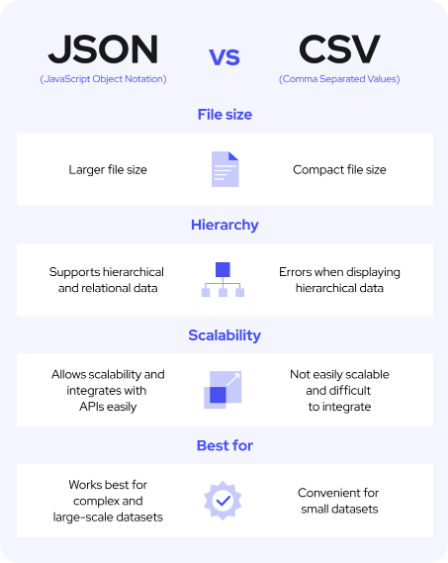 JSON vs CSV
(JavaScript Object Notation) (Comma Separated Values)
File size
Larger file size
Compact file size
Hierarchy
Supports hierarchical
and relational data
Errors when displaying
hierarchical data
Scalability
Allows scalability and
integrates with
APIs easily
Not easily scalable
and difficult
to integrate
Best for
Works best for
complex and
large-scale datasets
Convenient for
small datasets